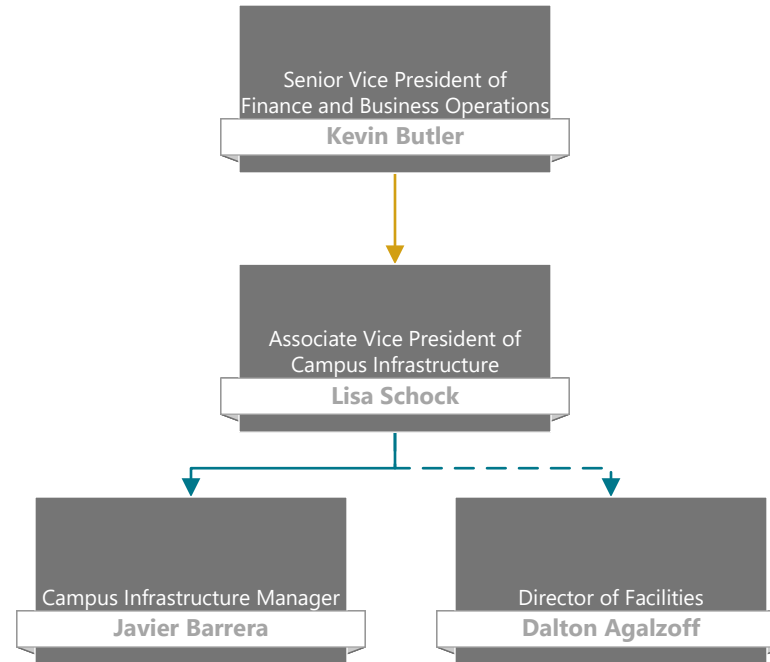 Senior Vice President of
Finance and Business Operations
Kevin Butler
Associate Vice President of
Campus Infrastructure
Lisa Schock
Campus Infrastructure Manager
Javier Barrera
Director of Facilities
Dalton Agalzoff